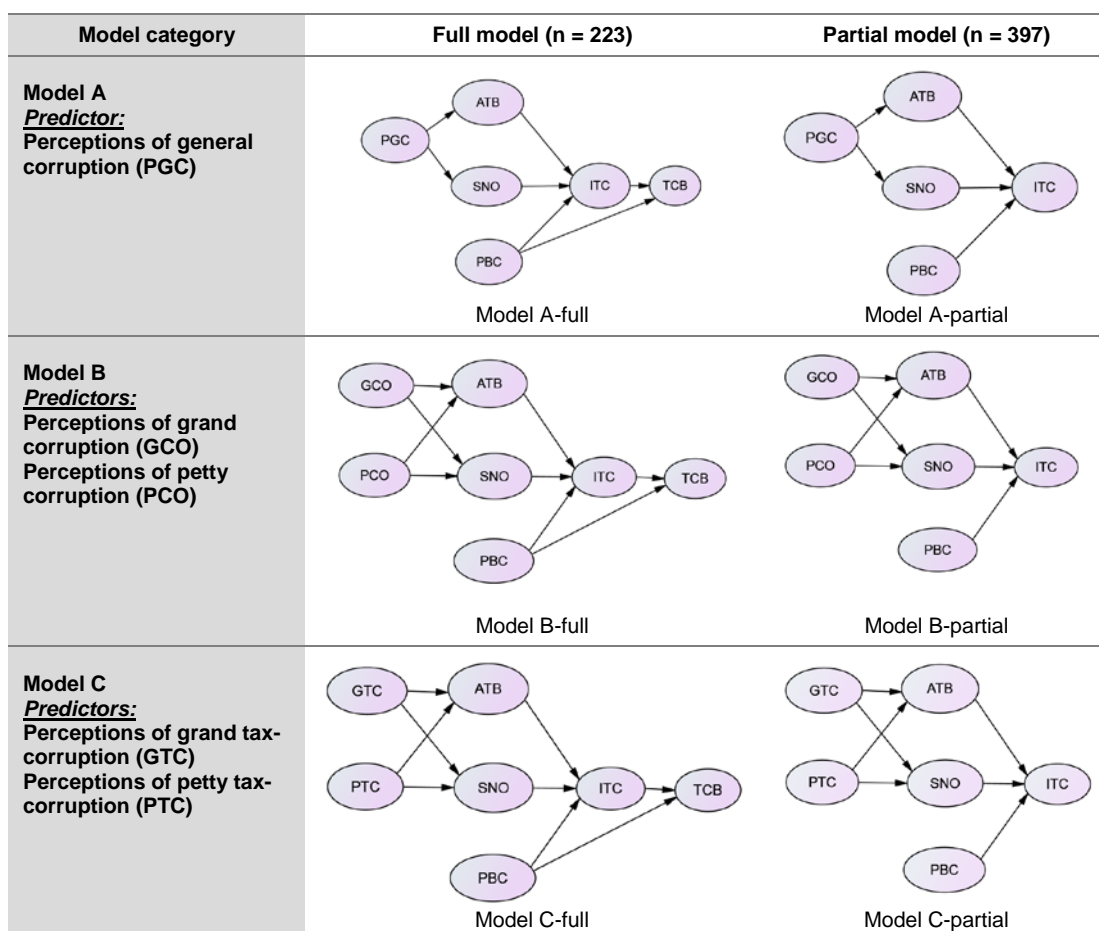 Model category Full model (n = 223) Partial model (n = 397)
Model A
Predictor:
Perceptions of general
corruption (PGC)
PGC
ATB
SNO
ITC
TCB
PBC
Model A-full
PGC
ATB
SNO
ITC
PBC
Model A-partial
Model B
Predictors:
Perceptions of grand
corruption (GCO)
Perceptions of petty
corruption (PCO)
GCO
ATB
PCO
SNO
ITC
TCB
PBC
Model B-full
GCO
ATB
PCO
SNO
ITC
PBC
Model B-partial
Model C
Predictors:
Perceptions of grand tax-
corruption (GTC)
Perceptions of petty tax-
corruption (PTC)
GTC
ATB
PTC
SNO
ITC
TCB
PBC
Model C-full
GTC
ATB
PTC
SNO
ITC
PBC
Model C-partial